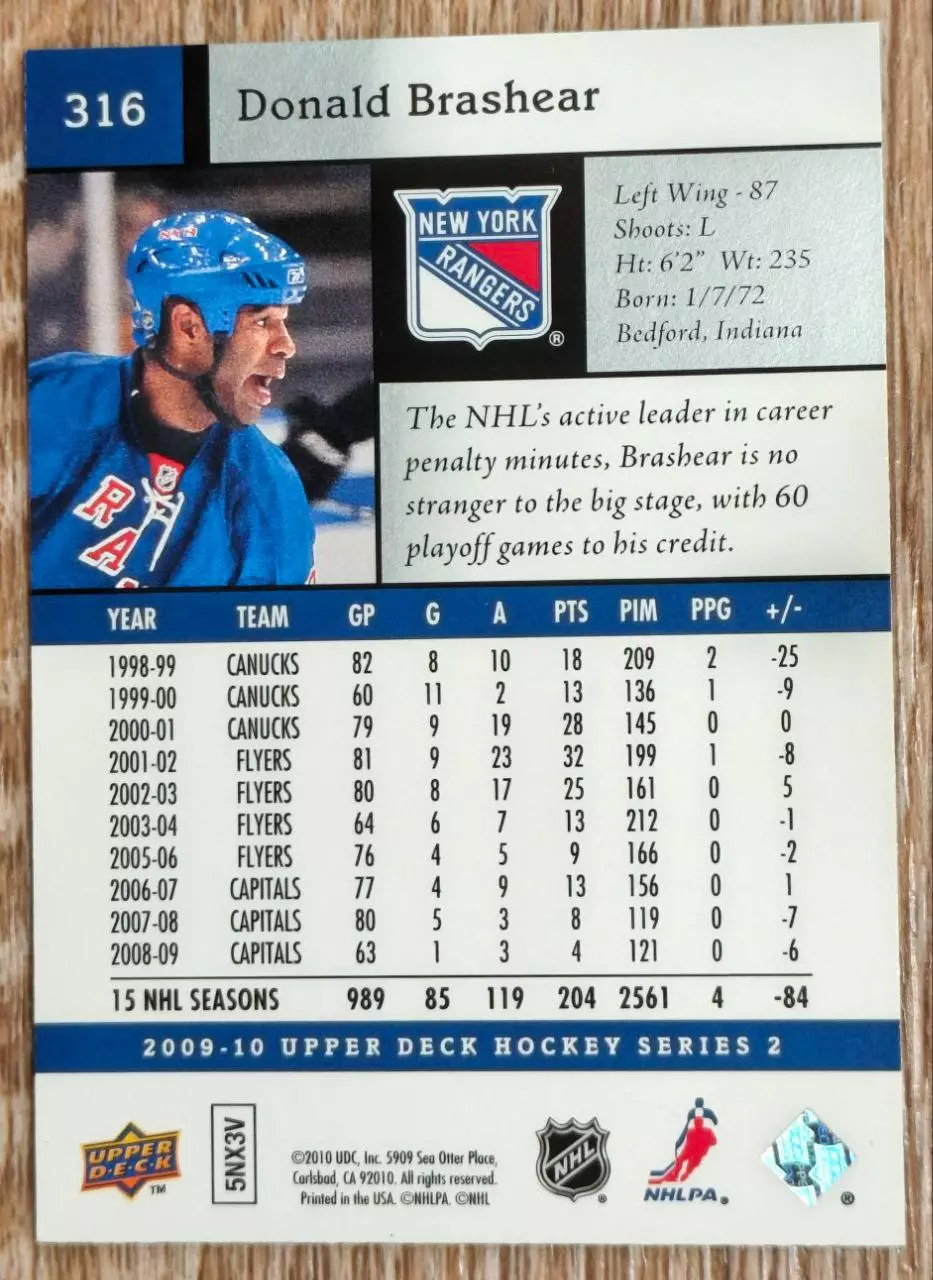 316
Donald Brashear
NEW YORK
RANGERS
®
Left Wing - 87
Shoots: L
Ht: 6'2" Wt: 235
Born: 1/7/72
Bedford, Indiana
RA
The NHL's active leader in career
penalty minutes, Brashear is no
stranger to the big stage, with 60
playoff games to his credit.
YEAR TEAM GP G A PTS PIM PPG +/-
1998-99 CANUCKS 82 8 10 18 209 2 -25
1999-00 CANUCKS 60 11 2 13 136 1 -9
2000-01 CANUCKS 79 9 19 28 145 0 0
2001-02 FLYERS 81 9 23 32 199 1 -8
2002-03 FLYERS 80 8 17 25 161 0 5
2003-04 FLYERS 64 6 7 13 212 0 -1
2005-06 FLYERS 76 4 5 9 166 0 -2
2006-07 CAPITALS 77 4 9 13 156 0 1
2007-08 CAPITALS 80 5 3 8 119 0 -7
2008-09 CAPITALS 63 1 3 4 121 0 -6
15 NHL SEASONS 989 85 119 204 2561 4 -84
2009-10 UPPER DECK HOCKEY SERIES 2
UPPER
D·E·C·K
TM
5NX3V
©2010 UDC, Inc. 5909 Sea Otter Place,
Carlsbad, CA 92010. All rights reserved.
Printed in the USA. ©NHLPA. ©NHL
NHL
®
NHLPA®
®